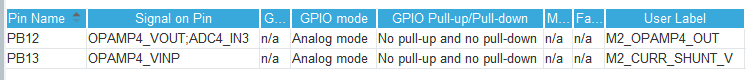 Pin Name Signal on Pin G... GPIO mode GPIO Pull-up/Pull-down M... Fa... User Label
PB12 OPAMP4_VOUT;ADC4_IN3 n/a Analog mode No pull-up and no pull-down n/a n/a M2_OPAMP4_OUT
PB13 OPAMP4_VINP n/a Analog mode No pull-up and no pull-down n/a n/a M2_CURR_SHUNT_V